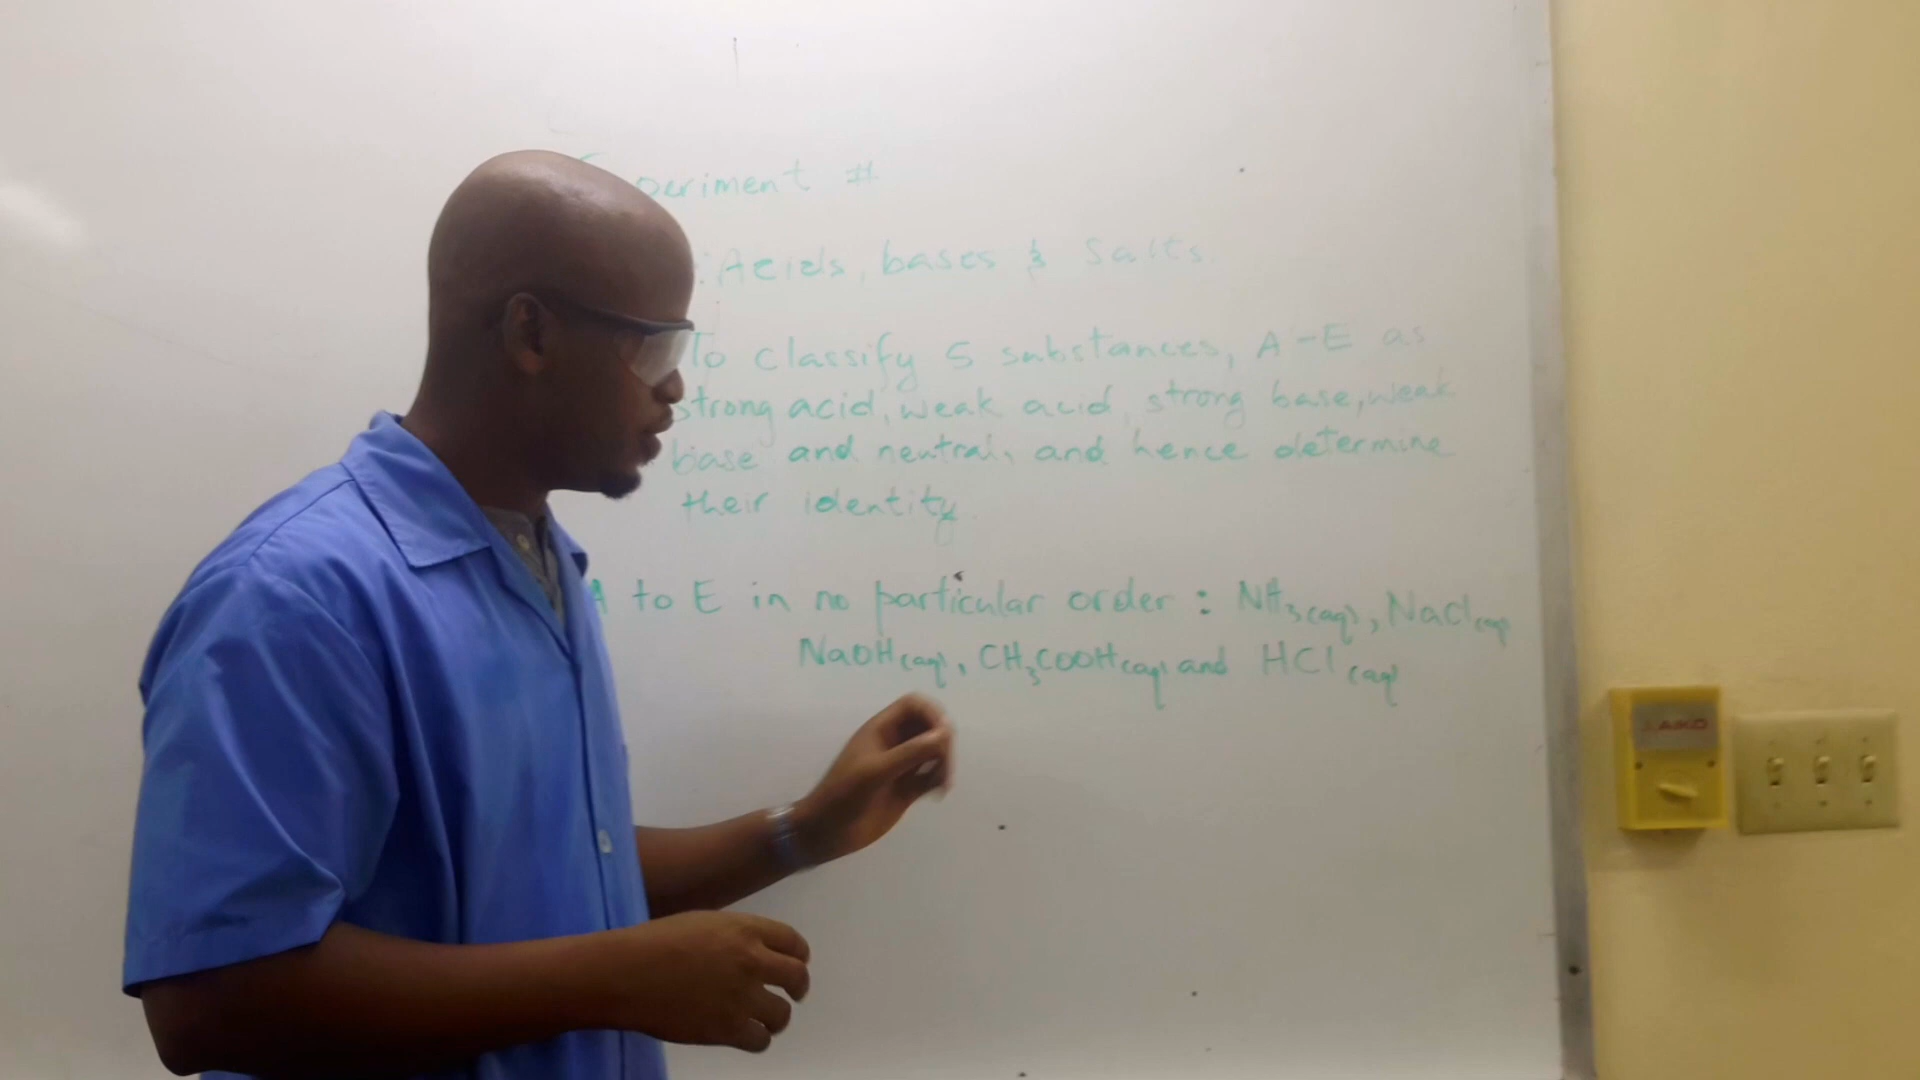 periment #
: Acids, bases & Salts.
To classify 5 substances, A-E as
strong acid, weak acid, strong base, weak
base and neutral, and hence determine
their identity.
A to E in no particular order : NH₃(aq), NaCl(aq)
NaOH(aq), CH₃COOH(aq) and HCl(aq)